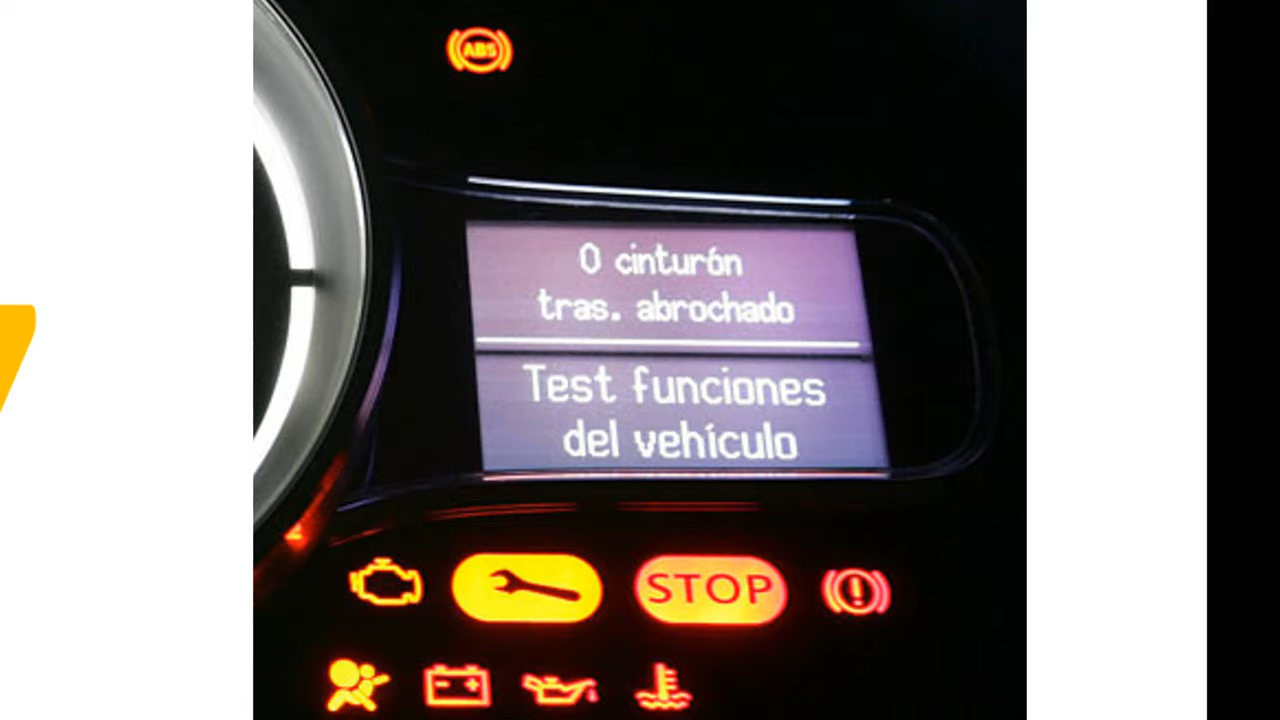 ABS
0 cinturón
tras. abrochado
Test funciones
del vehículo
STOP